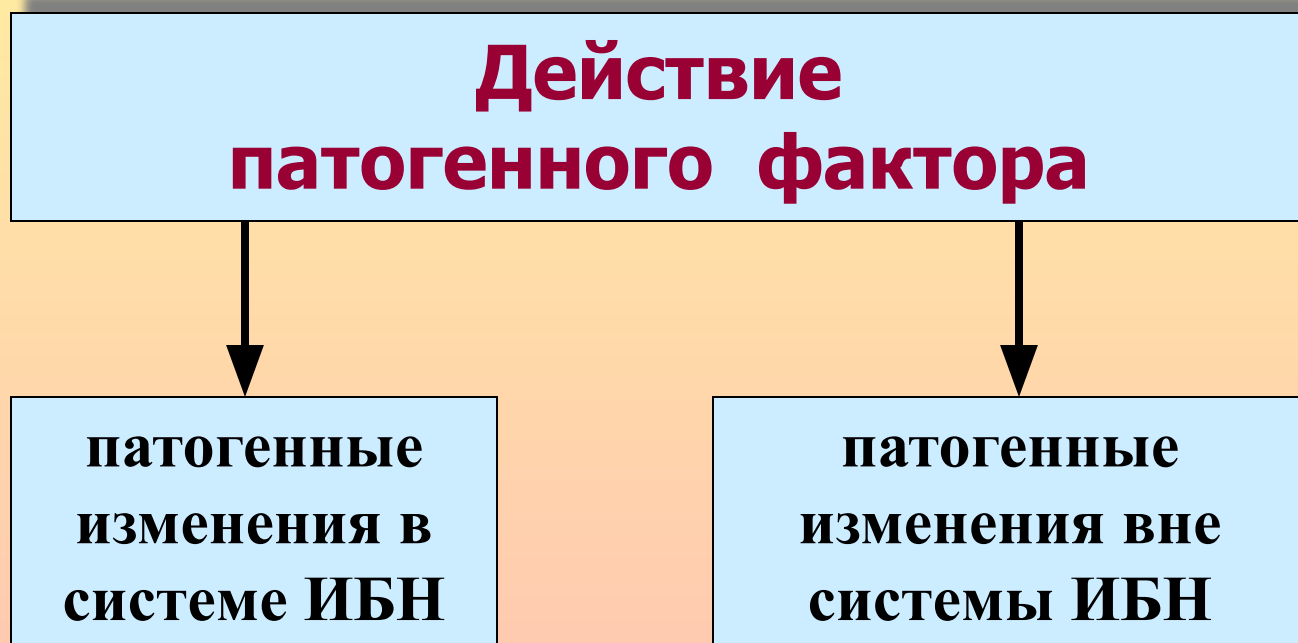 Действие
патогенного фактора
патогенные
изменения в
системе ИБН
патогенные
изменения вне
системы ИБН